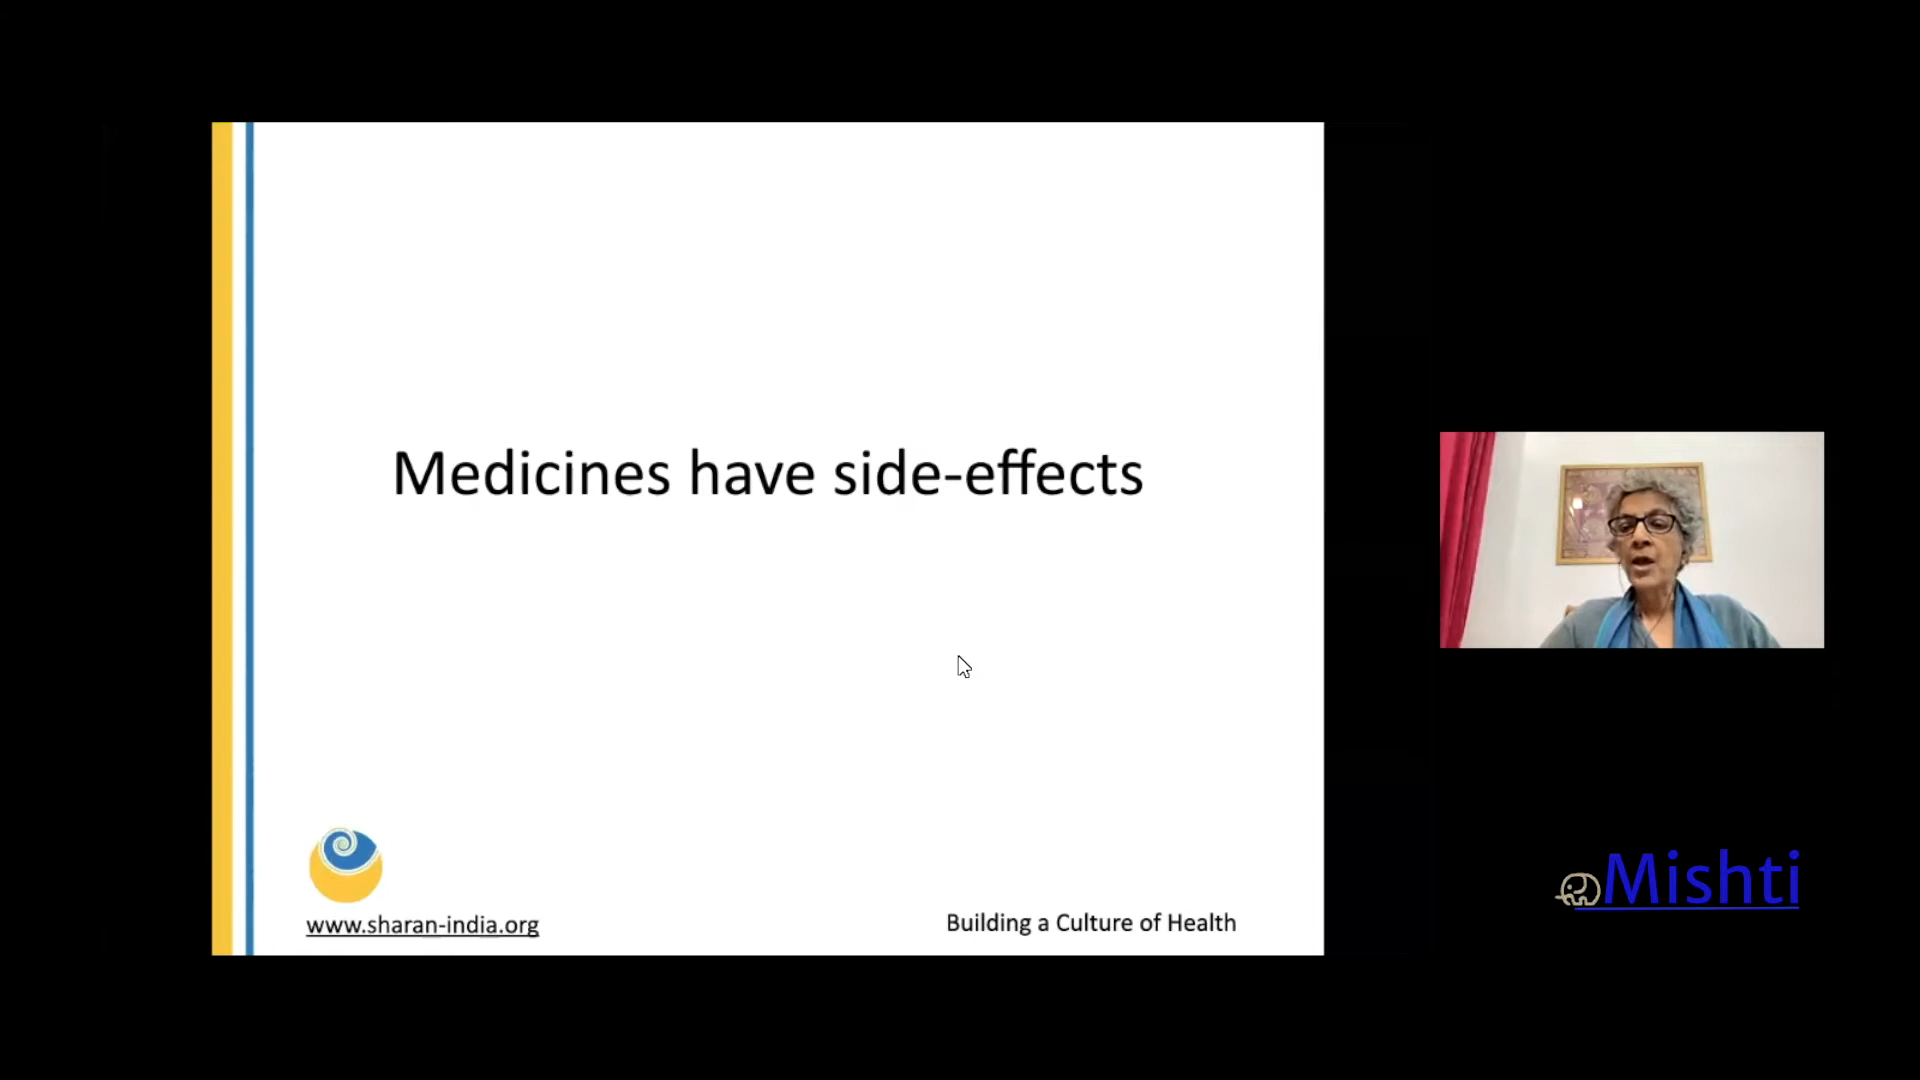 Medicines have side-effects
www.sharan-india.org
Building a Culture of Health
Mishti